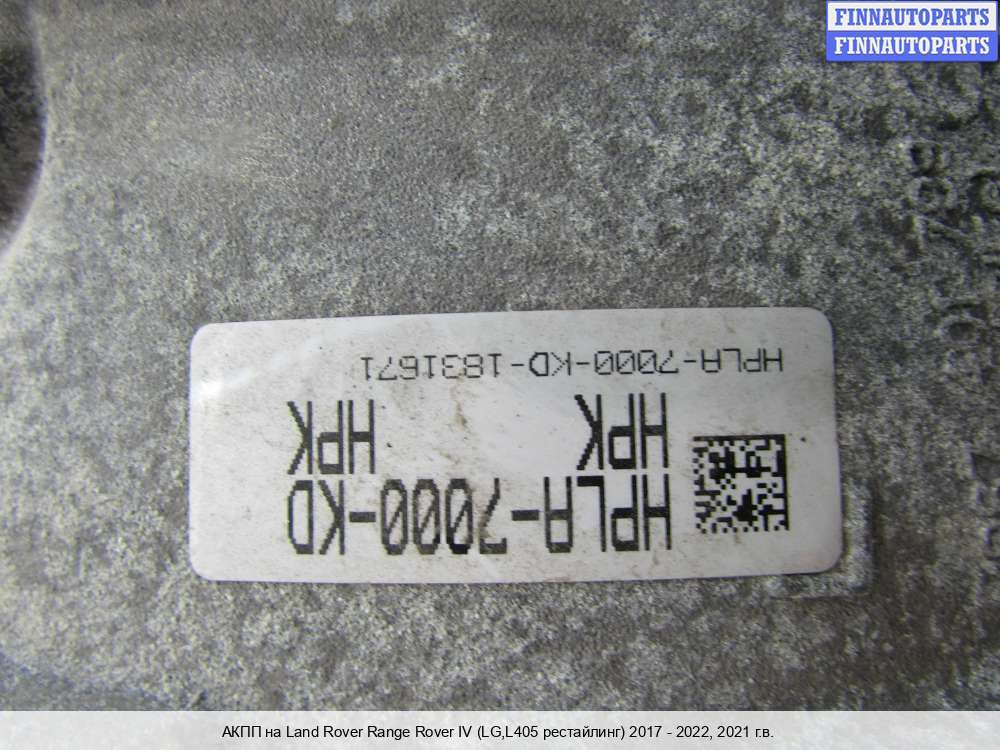 FINNAUTOPARTS
FINNAUTOPARTS
HPLA-7000-KD
HPK HPK
HPLA-7000-KD-1831671
АКПП на Land Rover Range Rover IV (LG,L405 рестайлинг) 2017 - 2022, 2021 г.в.